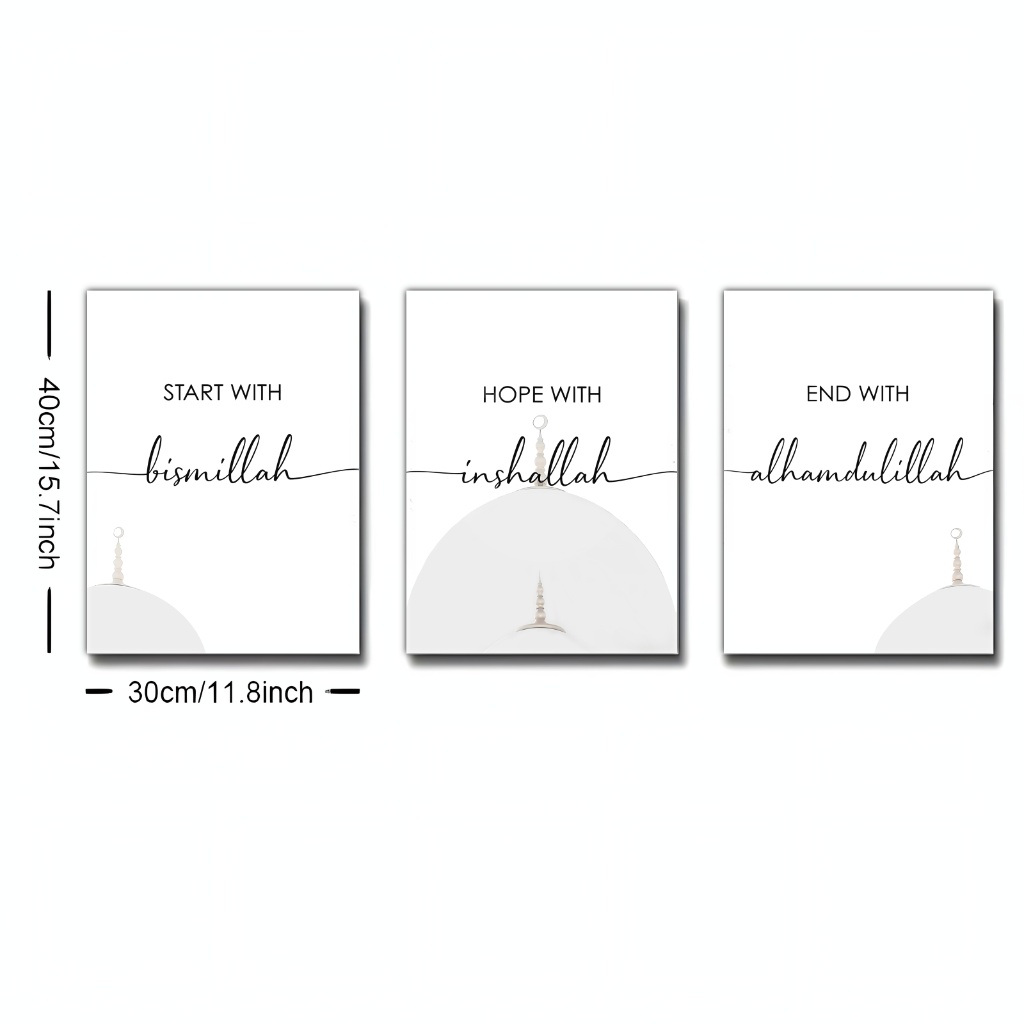 START WITH
bismillah
HOPE WITH
inshallah
END WITH
alhamdulillah
40cm/15.7inch
30cm/11.8inch